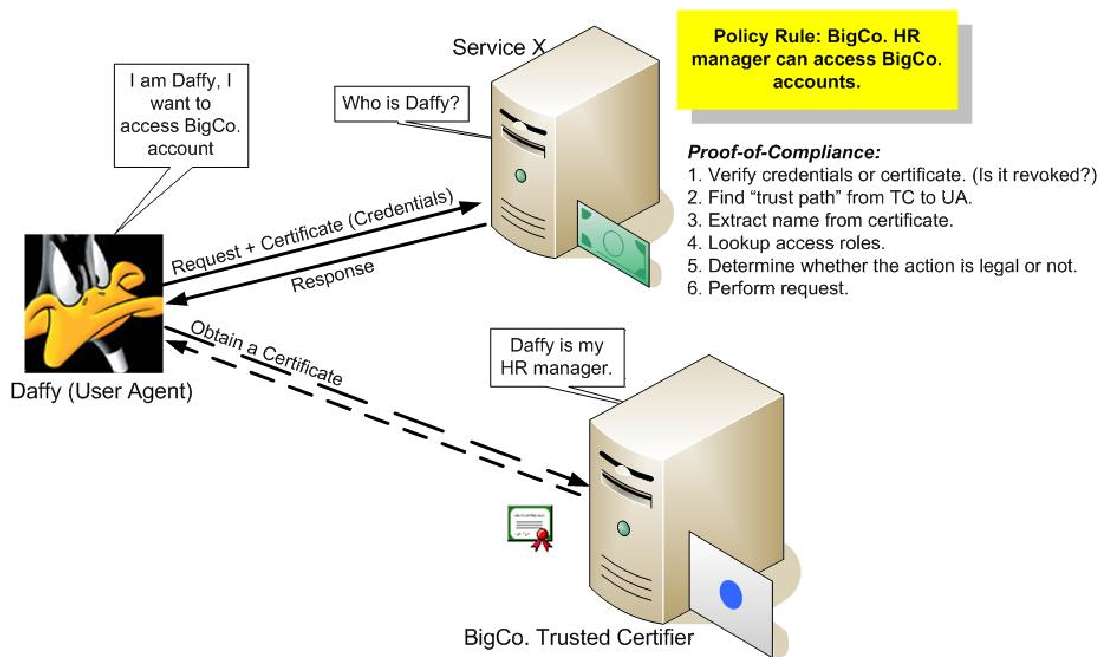 Service X
Policy Rule: BigCo. HR
manager can access BigCo.
accounts.
I am Daffy, I
want to
access BigCo.
account
Who is Daffy?
Proof-of-Compliance:
1. Verify credentials or certificate. (Is it revoked?)
2. Find “trust path” from TC to UA.
3. Extract name from certificate.
4. Lookup access roles.
5. Determine whether the action is legal or not.
6. Perform request.
Request + Certificate (Credentials)
Response
Obtain a Certificate
Daffy (User Agent)
Daffy is my
HR manager.
BigCo. Trusted Certifier